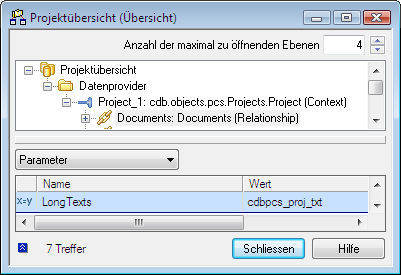 Projektübersicht (Übersicht)
Anzahl der maximal zu öffnenden Ebenen 4
Projektübersicht
Datenprovider
Project_1: cdb.objects.pcs.Projects.Project (Context)
Documents: Documents (Relationship)
Parameter
Name Wert
x=y LongTexts cdbpcs_proj_txt
7 Treffer Schliessen Hilfe